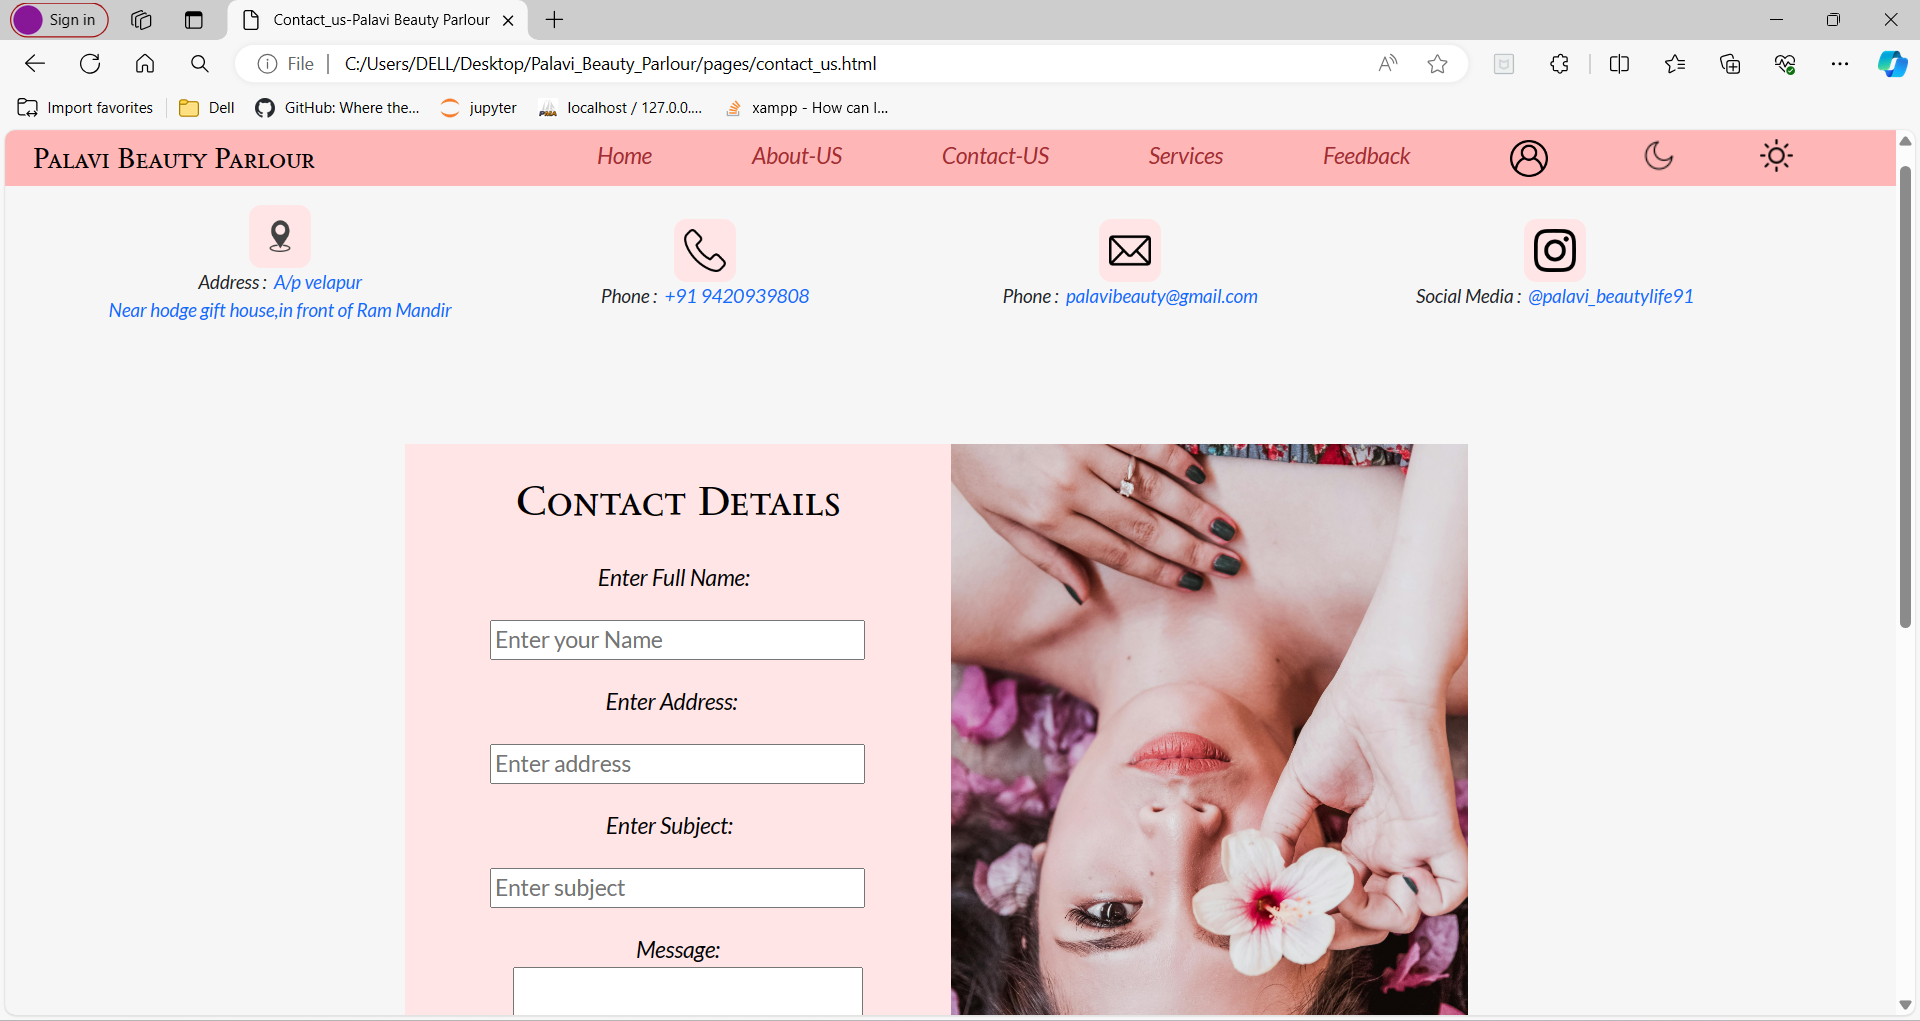 Sign in
Contact_us-Palavi Beauty Parlour
File
C:/Users/DELL/Desktop/Palavi_Beauty_Parlour/pages/contact_us.html
Import favorites
Dell
GitHub: Where the...
jupyter
PMA
localhost / 127.0.0....
xampp - How can I...
Palavi Beauty Parlour
Home
About-US
Contact-US
Services
Feedback
Address : A/p velapur
Near hodge gift house,in front of Ram Mandir
Phone : +91 9420939808
Phone : palavibeauty@gmail.com
Social Media : @palavi_beautylife91
Contact Details
Enter Full Name:
Enter your Name
Enter Address:
Enter address
Enter Subject:
Enter subject
Message: